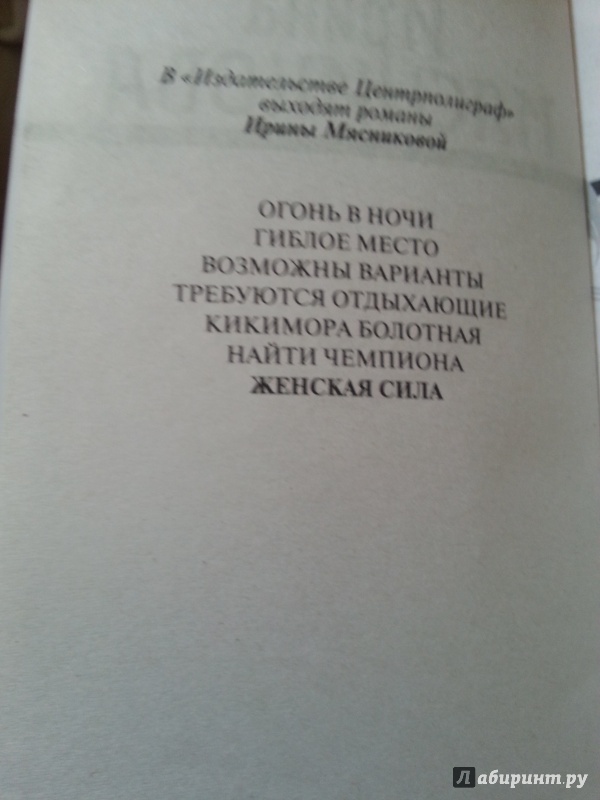 В «Издательстве Центрполиграф»
выходят романы
Ирины Мясниковой
ОГОНЬ В НОЧИ
ГИБЛОЕ МЕСТО
ВОЗМОЖНЫ ВАРИАНТЫ
ТРЕБУЮТСЯ ОТДЫХАЮЩИЕ
КИКИМОРА БОЛОТНАЯ
НАЙТИ ЧЕМПИОНА
ЖЕНСКАЯ СИЛА
Лабиринт.ру